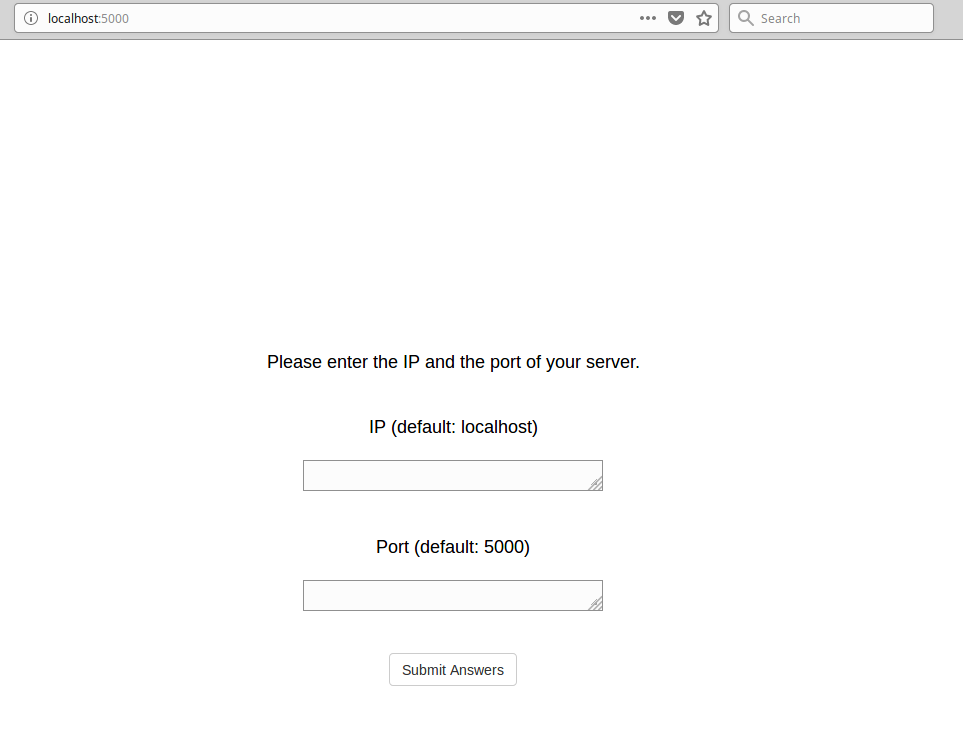 localhost:5000
Search
Please enter the IP and the port of your server.
IP (default: localhost)
Port (default: 5000)
Submit Answers